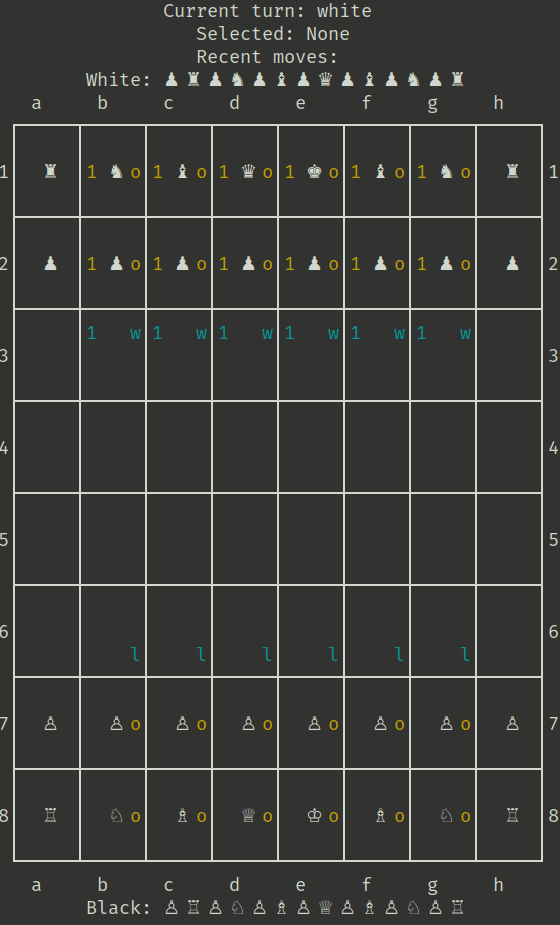 Current turn: white
Selected: None
Recent moves:
White: ♟ ♜ ♟ ♞ ♟ ♝ ♟ ♛ ♟ ♝ ♟ ♞ ♟ ♜
a b c d e f g h
1 ♜ 1 ♞ o 1 ♝ o 1 ♛ o 1 ♚ o 1 ♝ o 1 ♞ o ♜ 1
2 ♟ 1 ♟ o 1 ♟ o 1 ♟ o 1 ♟ o 1 ♟ o 1 ♟ o ♟ 2
1 w 1 w 1 w 1 w 1 w 1 w
3 3
4 4
5 5
6 6
l l l l l l
7 ♙ ♙ o ♙ o ♙ o ♙ o ♙ o ♙ o ♙ 7
8 ♖ ♘ o ♗ o ♕ o ♔ o ♗ o ♘ o ♖ 8
a b c d e f g h
Black: ♙ ♖ ♙ ♘ ♙ ♗ ♙ ♕ ♙ ♗ ♙ ♘ ♙ ♖